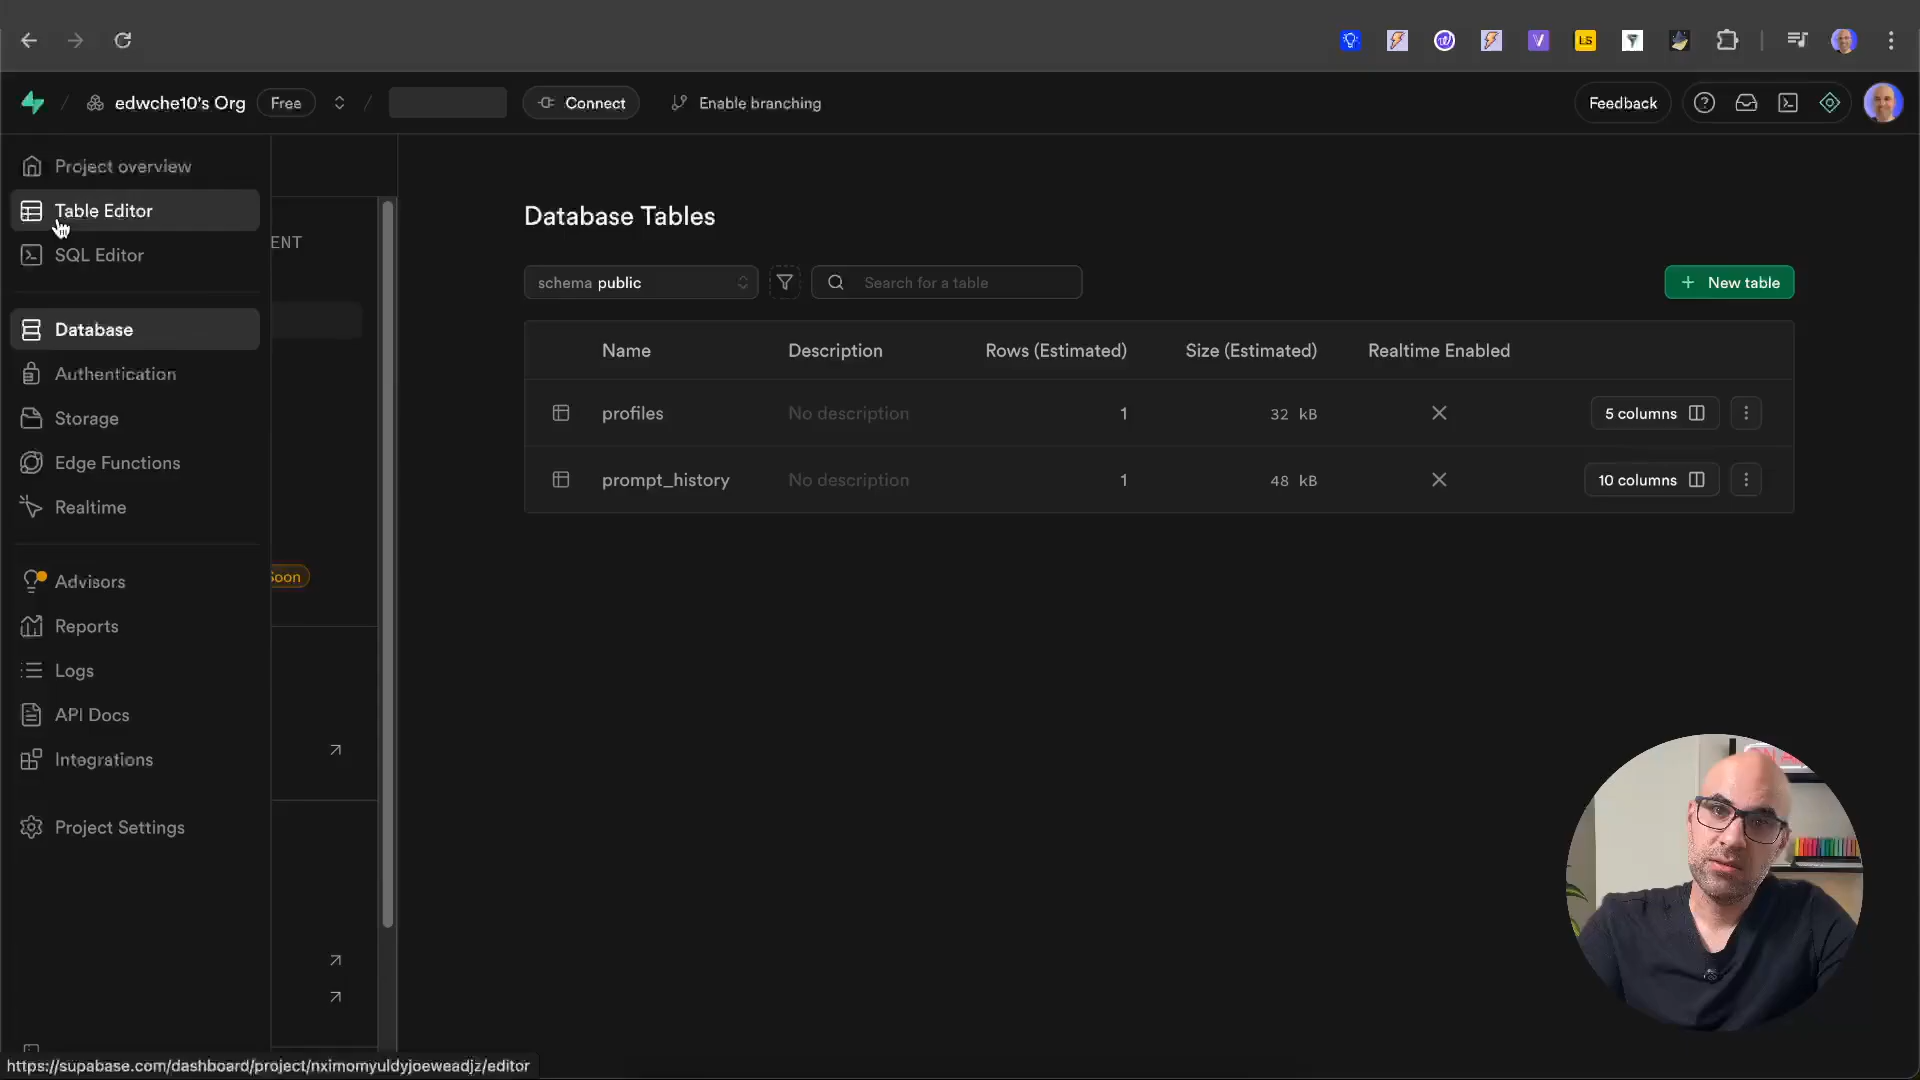 edwche10's Org
Free
Connect
Enable branching
Feedback
LS
Project overview
Table Editor
SQL Editor
Database
Authentication
Storage
Edge Functions
Realtime
Advisors
Reports
Logs
API Docs
Integrations
Project Settings
ENT
Soon
Database Tables
schema public
Search for a table
New table
Name Description Rows (Estimated) Size (Estimated) Realtime Enabled
profiles No description 1 32 kB 5 columns
prompt_history No description 1 48 kB 10 columns
https://supabase.com/dashboard/project/nximomyuldyjoeweadjz/editor